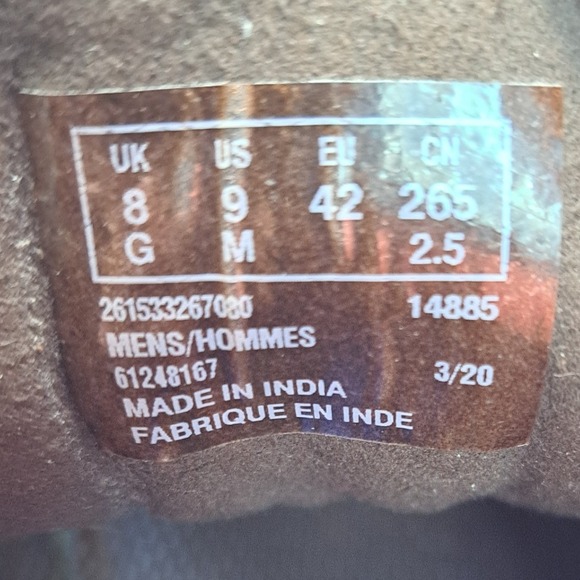 UK US EU CN
8 9 42 265
G M 2.5
261533267080 14885
MENS/HOMMES
61248167 3/20
MADE IN INDIA
FABRIQUE EN INDE